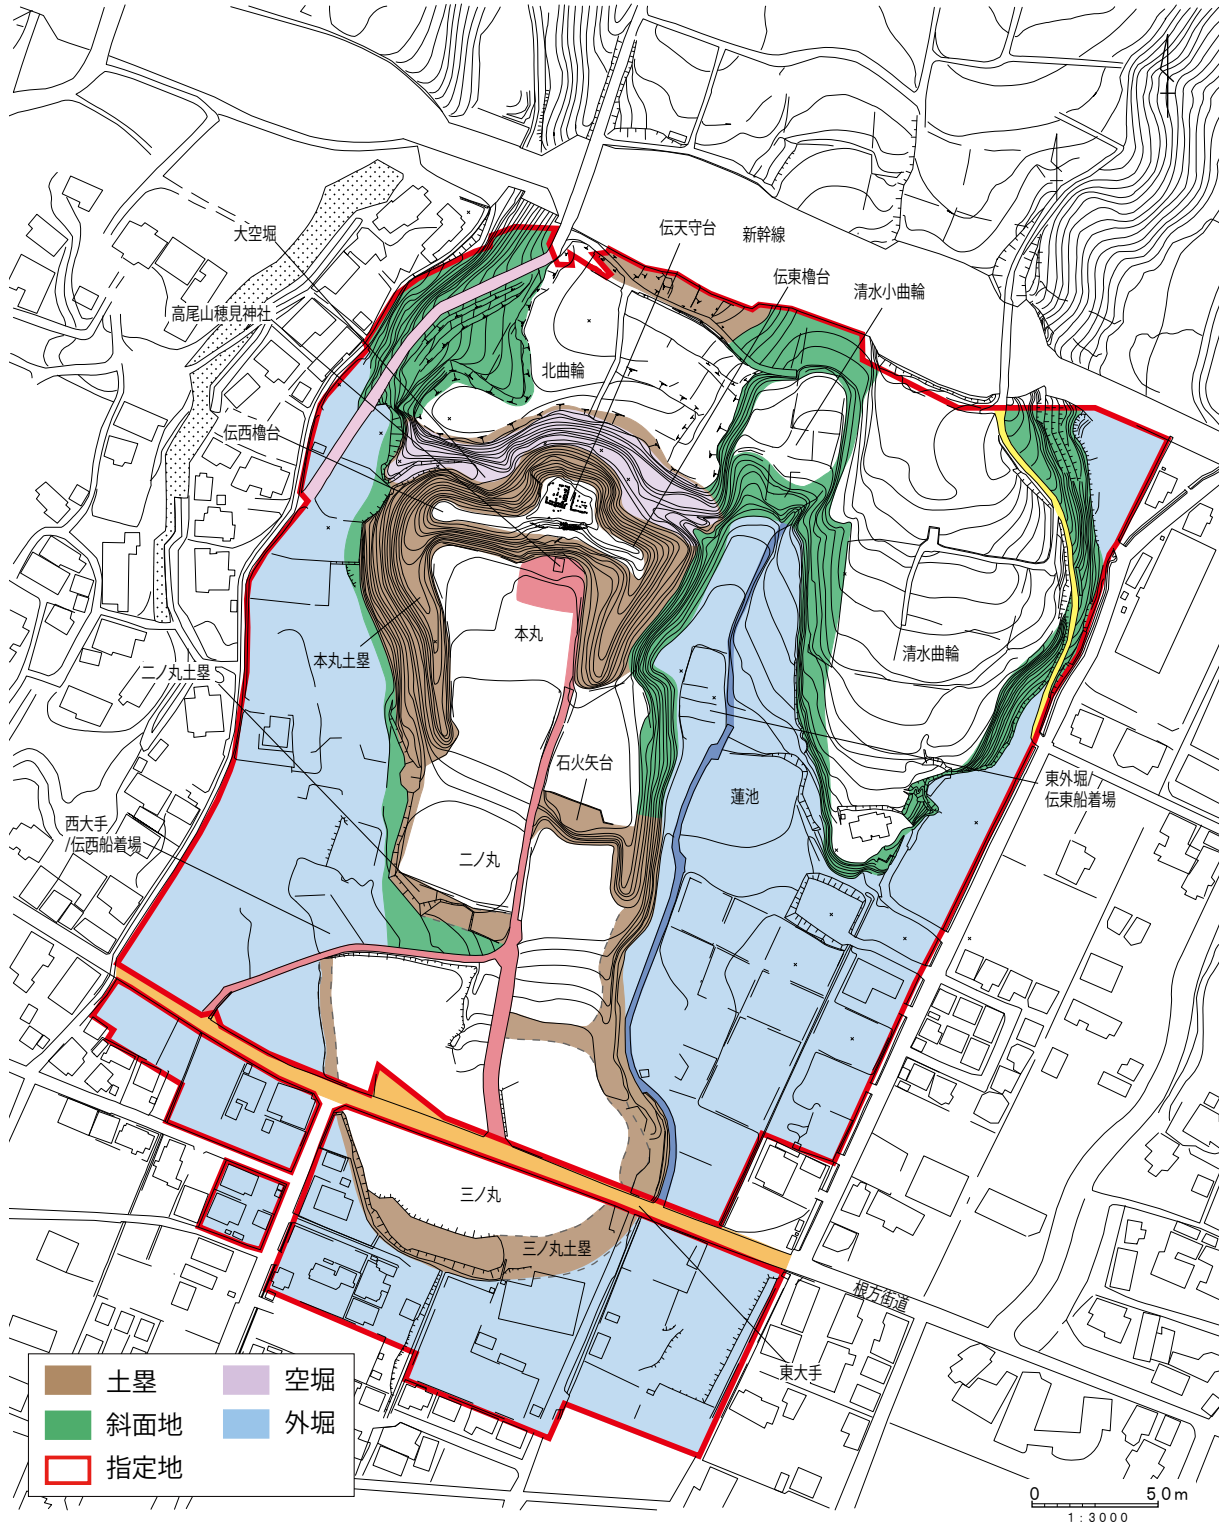 大空堀
伝天守台
新幹線
伝東櫓台
清水小曲輪
高尾山穂見神社
北曲輪
伝西櫓台
本丸
清水曲輪
本丸土塁
二ノ丸土塁
石火矢台
東外堀/
伝東船着場
蓮池
西大手
/伝西船着場
二ノ丸
三ノ丸
三ノ丸土塁
根方街道
東大手
土塁
空堀
斜面地
外堀
指定地
0 50m
1:3000